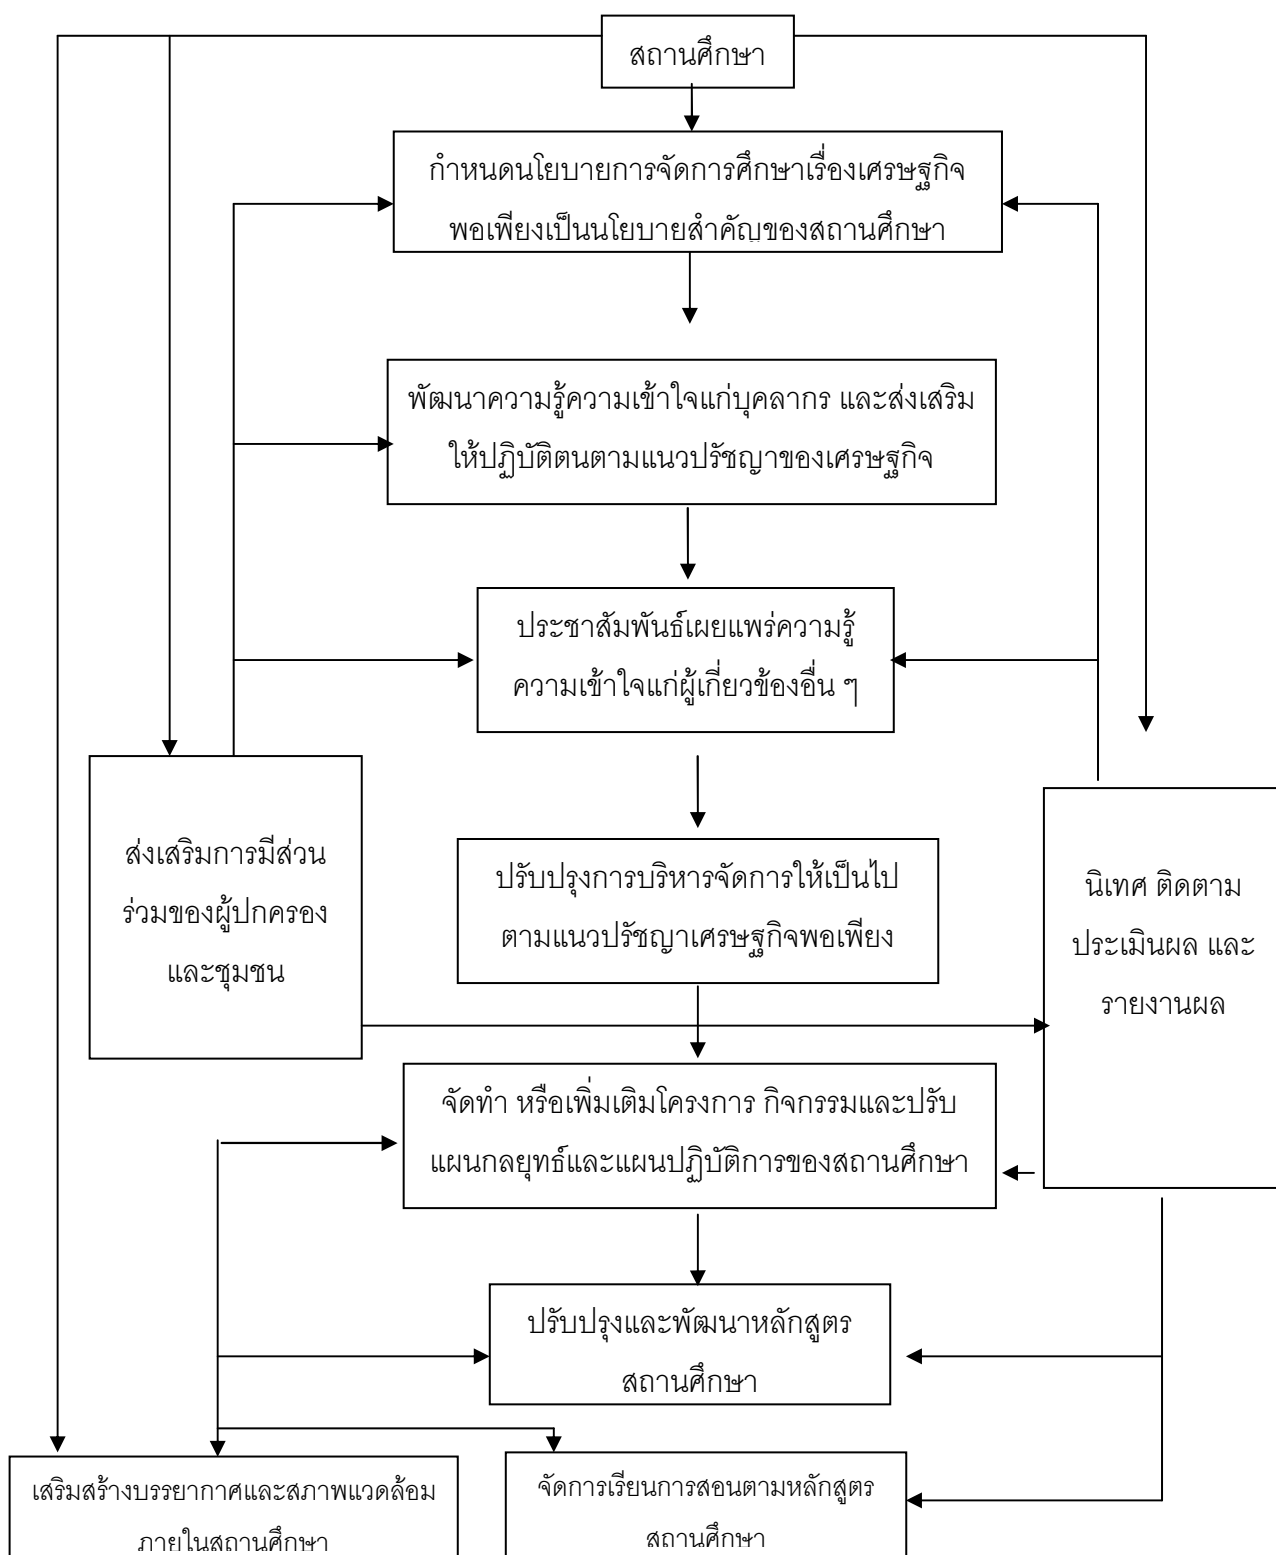 สถานศึกษา
กำหนดนโยบายการจัดการศึกษาเรื่องเศรษฐกิจ
พอเพียงเป็นนโยบายสำคัญของสถานศึกษา
พัฒนาความรู้ความเข้าใจแก่บุคลากร และส่งเสริม
ให้ปฏิบัติตนตามแนวปรัชญาของเศรษฐกิจ
ประชาสัมพันธ์เผยแพร่ความรู้
ความเข้าใจแก่ผู้เกี่ยวข้องอื่น ๆ
ส่งเสริมการมีส่วน
ร่วมของผู้ปกครอง
และชุมชน
ปรับปรุงการบริหารจัดการให้เป็นไป
ตามแนวปรัชญาเศรษฐกิจพอเพียง
นิเทศ ติดตาม
ประเมินผล และ
รายงานผล
จัดทำ หรือเพิ่มเติมโครงการ กิจกรรมและปรับ
แผนกลยุทธ์และแผนปฏิบัติการของสถานศึกษา
ปรับปรุงและพัฒนาหลักสูตร
สถานศึกษา
เสริมสร้างบรรยากาศและสภาพแวดล้อม
ภายในสถานศึกษา
จัดการเรียนการสอนตามหลักสูตร
สถานศึกษา